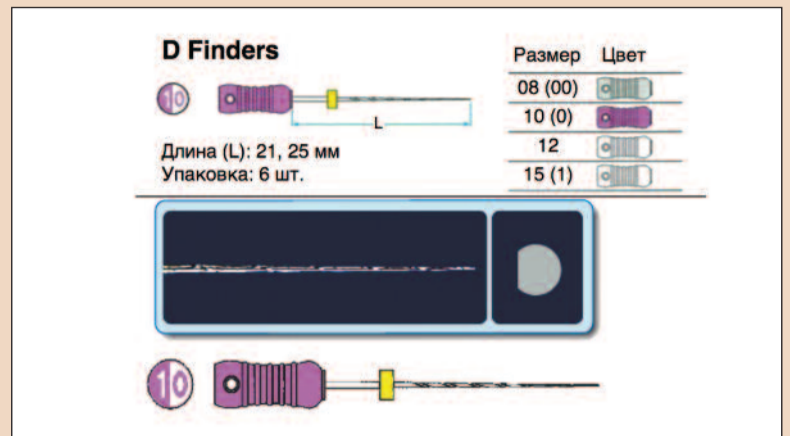 D Finders
Размер Цвет
08 (00)
10 (0)
12
15 (1)
10
L
Длина (L): 21, 25 мм
Упаковка: 6 шт.
10